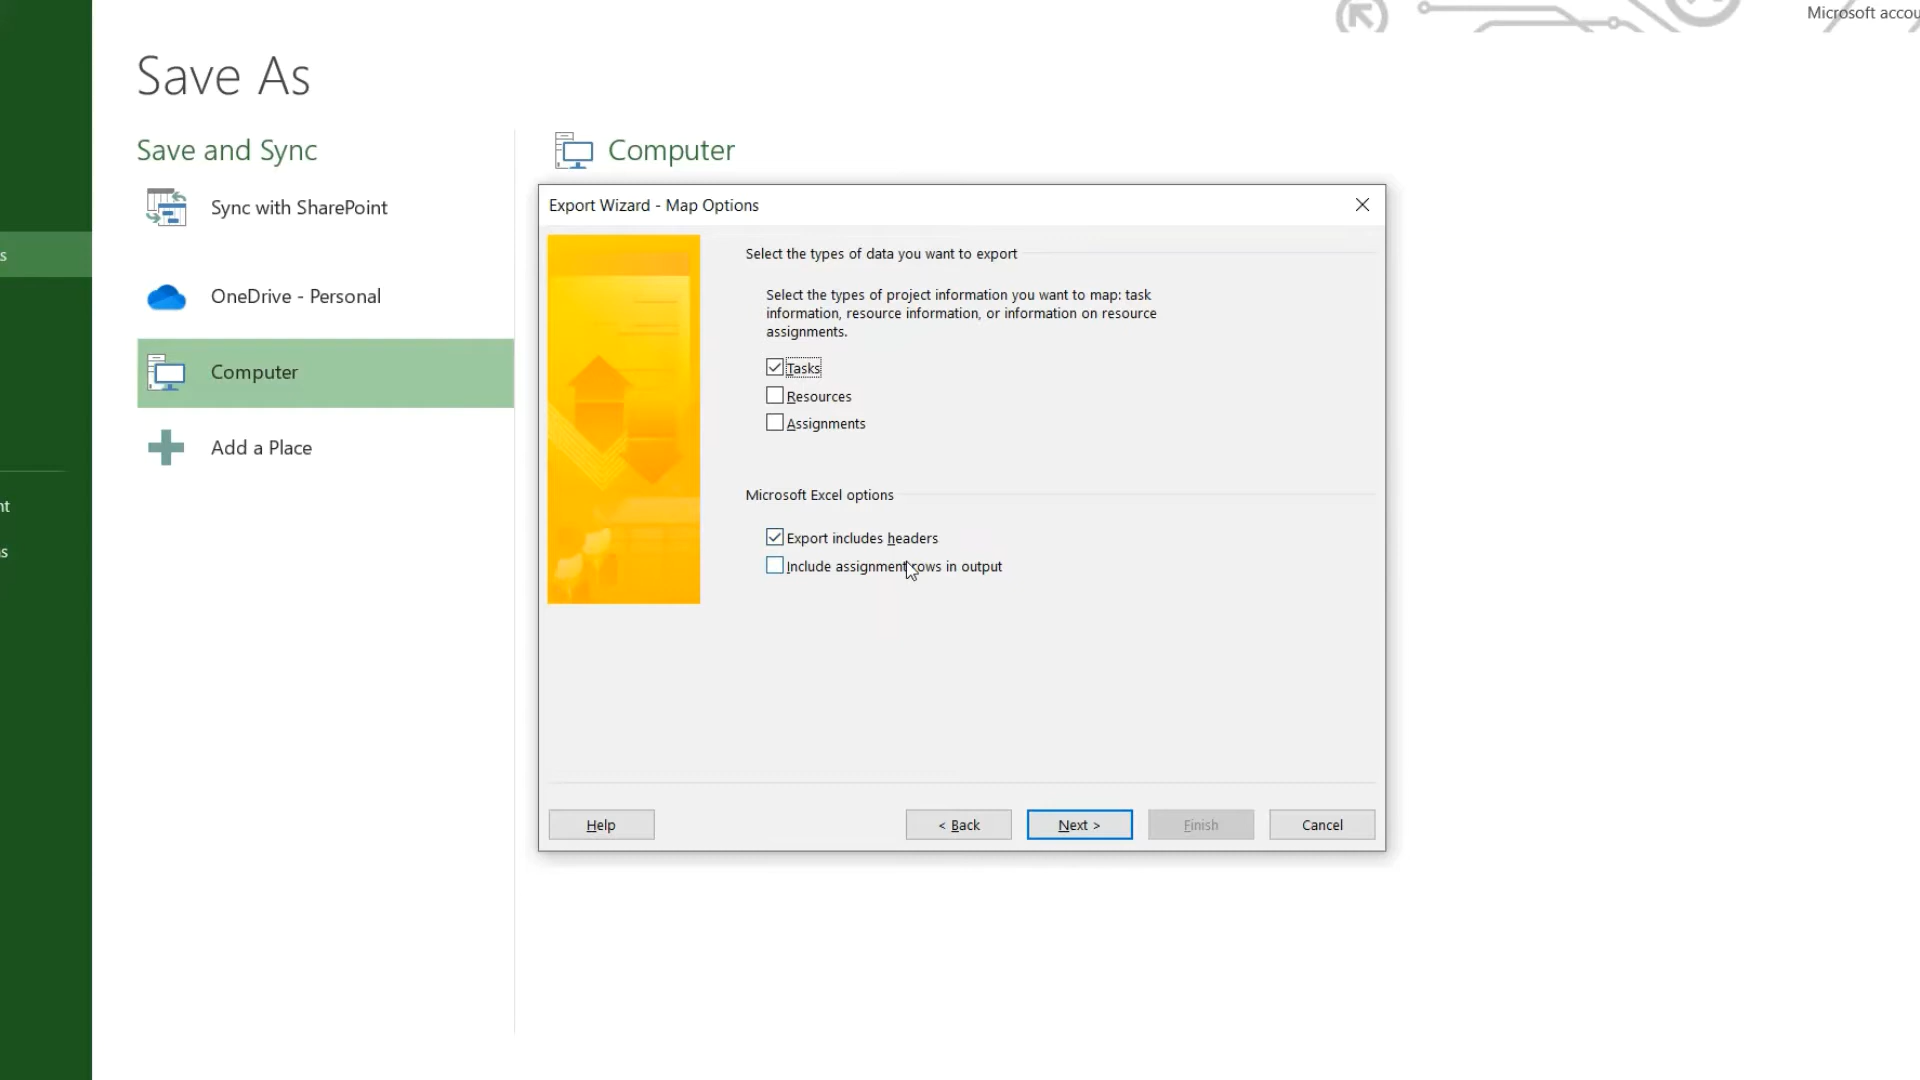 Microsoft accou
Save As
Save and Sync
Sync with SharePoint
OneDrive - Personal
Computer
Add a Place
s
nt
s
Computer
Export Wizard - Map Options
Select the types of data you want to export
Select the types of project information you want to map: task
information, resource information, or information on resource
assignments.
Tasks
Resources
Assignments
Microsoft Excel options
Export includes headers
Include assignment rows in output
Help
< Back
Next >
Finish
Cancel